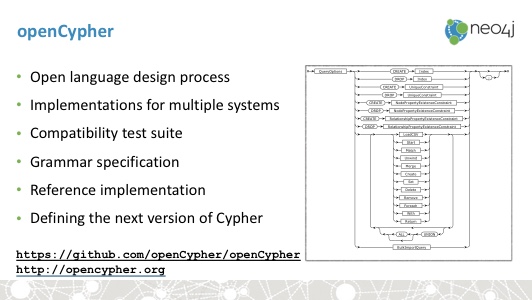 openCypher
neo4j
Open language design process
Implementations for multiple systems
Compatibility test suite
Grammar specification
Reference implementation
Defining the next version of Cypher
https://github.com/openCypher/openCypher
http://opencypher.org
QueryOptions
CREATE Index
DROP Index
CREATE UniqueConstraint
DROP UniqueConstraint
CREATE NodePropertyExistenceConstraint
DROP NodePropertyExistenceConstraint
CREATE RelationshipPropertyExistenceConstraint
DROP RelationshipPropertyExistenceConstraint
LoadCSV
Start
Match
Unwind
Merge
Create
Set
Delete
Remove
Foreach
With
Return
ALL UNION
BulkImportQuery